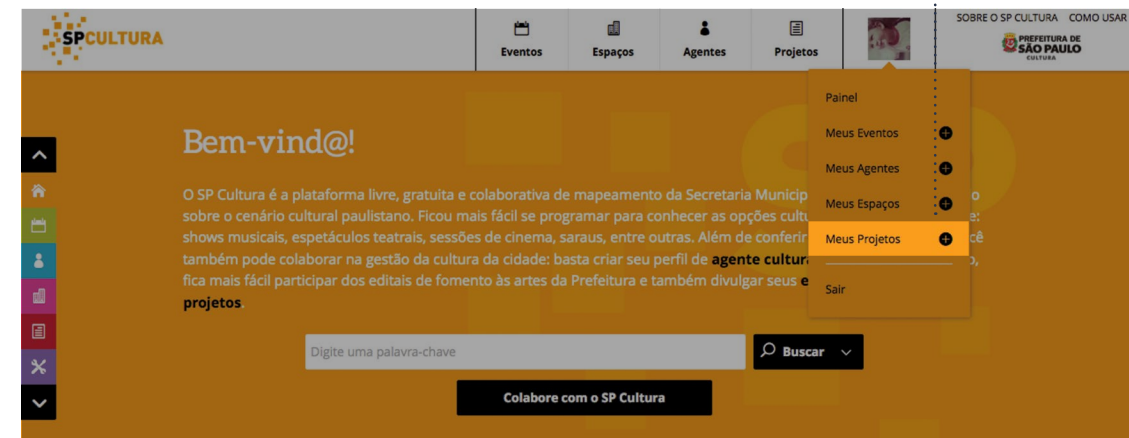 SPCULTURA
Eventos
Espaços
Agentes
Projetos
SOBRE O SP CULTURA COMO USAR
PREFEITURA DE
SÃO PAULO
CULTURA
Painel
Meus Eventos
Meus Agentes
Meus Espaços
Meus Projetos
Sair
Bem-vind@!
O SP Cultura é a plataforma livre, gratuita e colaborativa de mapeamento da Secretaria Municip o
sobre o cenário cultural paulistano. Ficou mais fácil se programar para conhecer as opções cultu e:
shows musicais, espetáculos teatrais, sessões de cinema, saraus, entre outras. Além de conferir cê
também pode colaborar na gestão da cultura da cidade: basta criar seu perfil de agente cultura o,
fica mais fácil participar dos editais de fomento às artes da Prefeitura e também divulgar seus e
projetos.
Digite uma palavra-chave
Buscar
Colabore com o SP Cultura